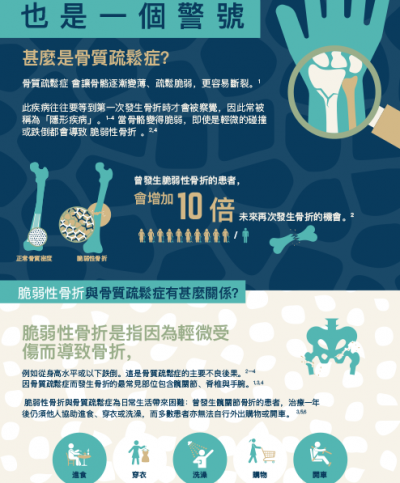 也是一個警號
甚麼是骨質疏鬆症?
骨質疏鬆症 會讓骨骼逐漸變薄、疏鬆脆弱，更容易斷裂。¹
此疾病往往要等到第一次發生骨折時才會被察覺，因此常被
稱為「隱形疾病」。¹⁻⁴ 當骨骼變得脆弱，即使是輕微的碰撞
或跌倒都會導致 脆弱性骨折 。²,⁴
曾發生脆弱性骨折的患者，
會增加 10 倍 未來再次發生骨折的機會。²
/
正常骨質密度
脆弱性骨折
脆弱性骨折與骨質疏鬆症有甚麼關係?
脆弱性骨折是指因為輕微受
傷而導致骨折，
例如從身高水平或以下跌倒。這是骨質疏鬆症的主要不良後果。²⁻⁴
因骨質疏鬆症而發生骨折的最常見部位包含髖關節、脊椎與手腕。¹,³,⁴
脆弱性骨折與骨質疏鬆症為日常生活帶來困難：曾發生髖關節骨折的患者，治療一年
後仍須他人協助進食、穿衣或洗澡，而多數患者亦無法自行外出購物或開車。
進食
穿衣
洗澡
購物
開車